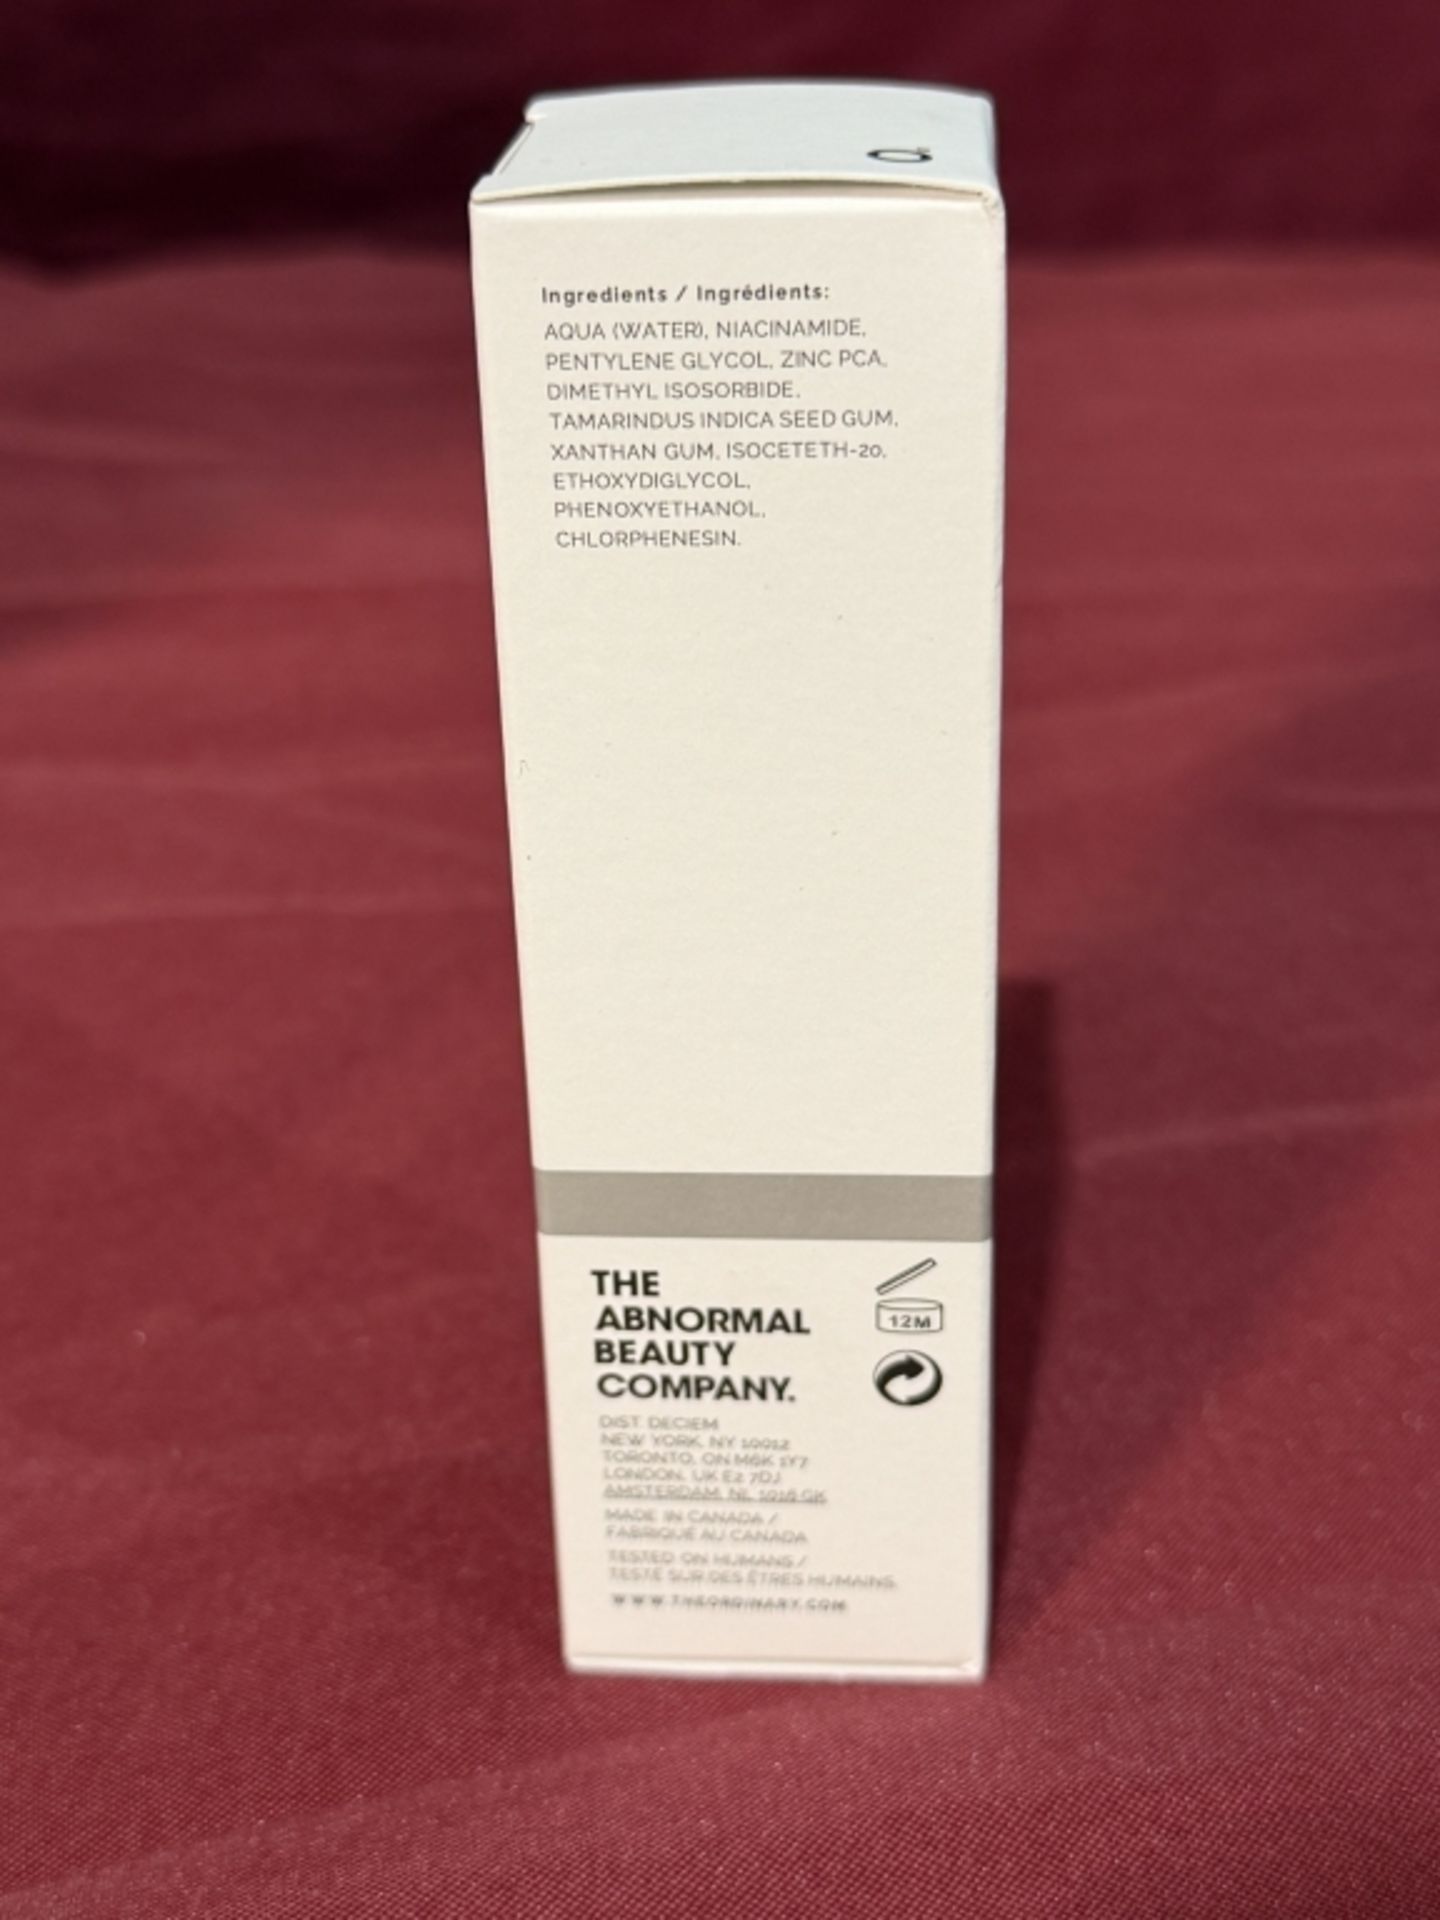 Ingredients / Ingrédients:
AQUA (WATER), NIACINAMIDE,
PENTYLENE GLYCOL, ZINC PCA,
DIMETHYL ISOSORBIDE,
TAMARINDUS INDICA SEED GUM,
XANTHAN GUM, ISOCETETH-20,
ETHOXYDIGLYCOL,
PHENOXYETHANOL,
CHLORPHENESIN.
THE
ABNORMAL
BEAUTY
COMPANY.
12M
DIST. DECIEM
NEW YORK, NY 10012
TORONTO, ON M6K 1Y7
LONDON, UK E2 7DJ
AMSTERDAM, NL 1016 GK
MADE IN CANADA /
FABRIQUÉ AU CANADA
TESTED ON HUMANS /
TESTÉ SUR DES ÊTRES HUMAINS.
WWW.THEORDINARY.COM